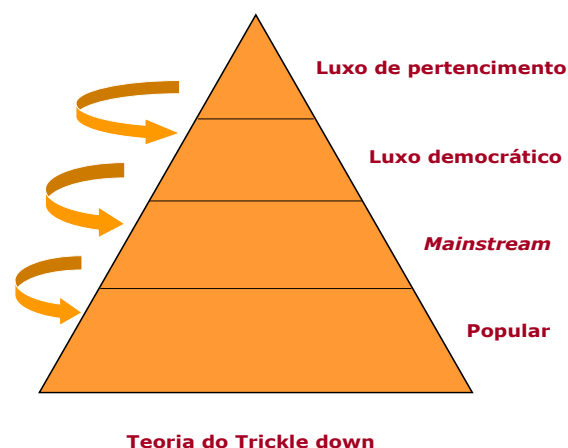 Luxo de pertencimento
Luxo democrático
Mainstream
Popular
Teoria do Trickle down